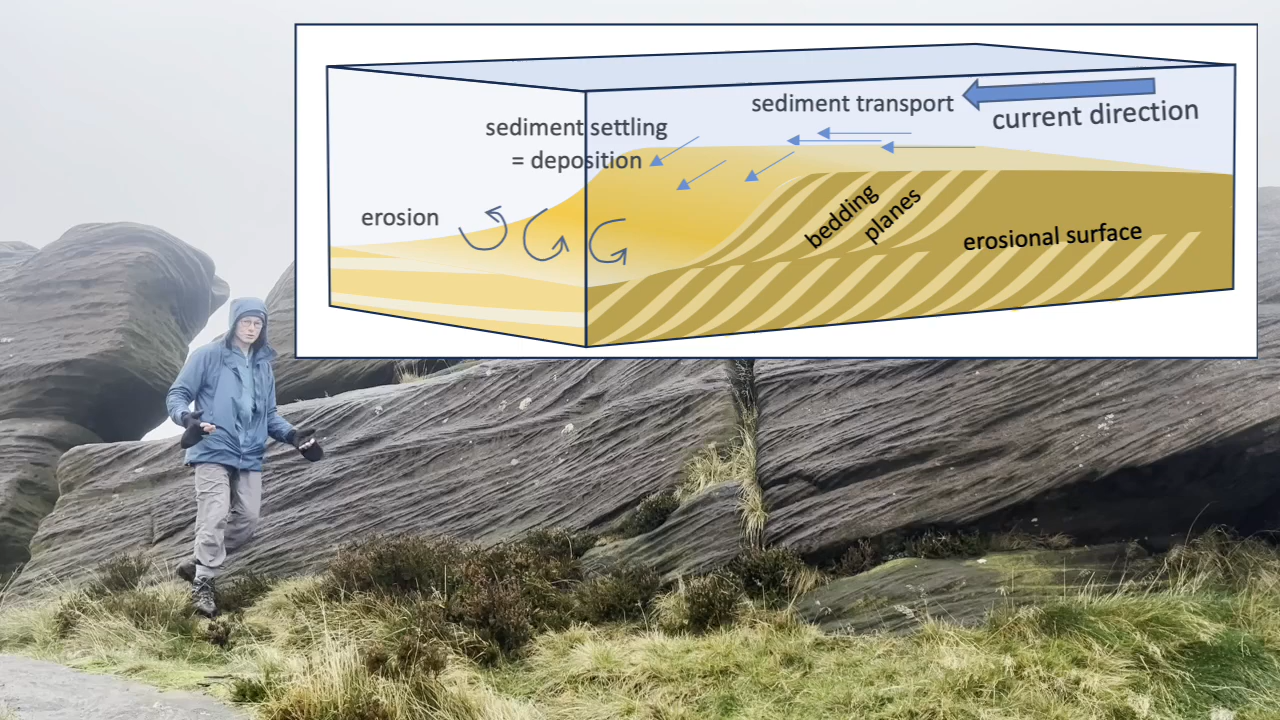 sediment transport
current direction
sediment settling
= deposition
erosion
bedding
planes
erosional surface